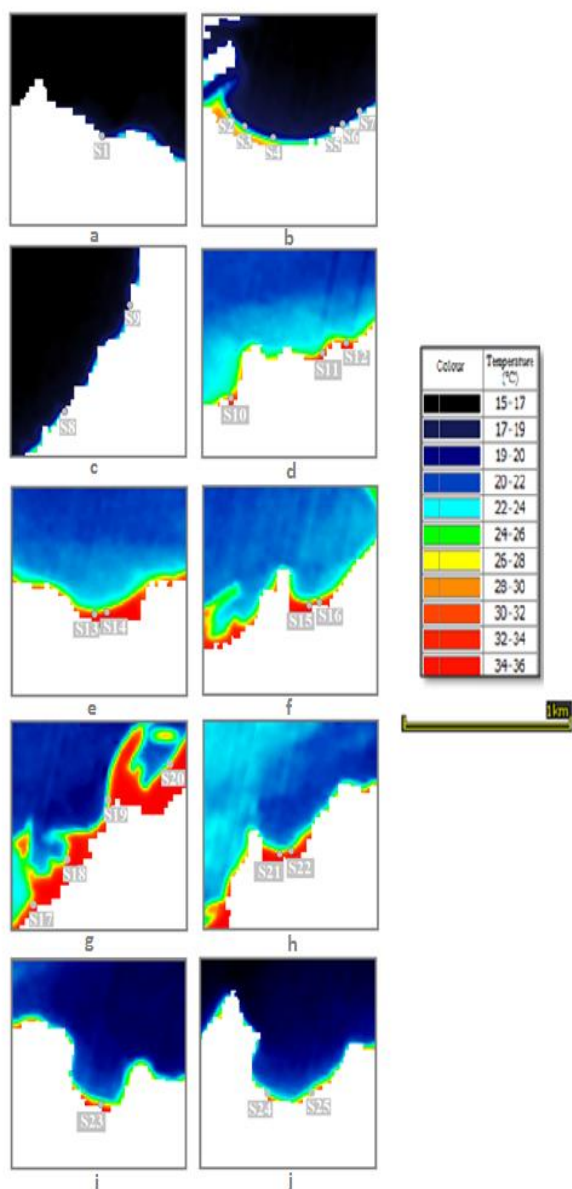 S1
a
S2
S3
S4
S5
S6
S7
b
S8
S9
c
S10
S11
S12
d
Colour Temperature
(°C)
15-17
17-19
19-20
20-22
22-24
24-26
26-28
28-30
30-32
32-34
34-36
S13 S14
e
S15 S16
f
1km
S17
S18
S19
S20
g
S21 S22
h
S23
i
S24 S25
j